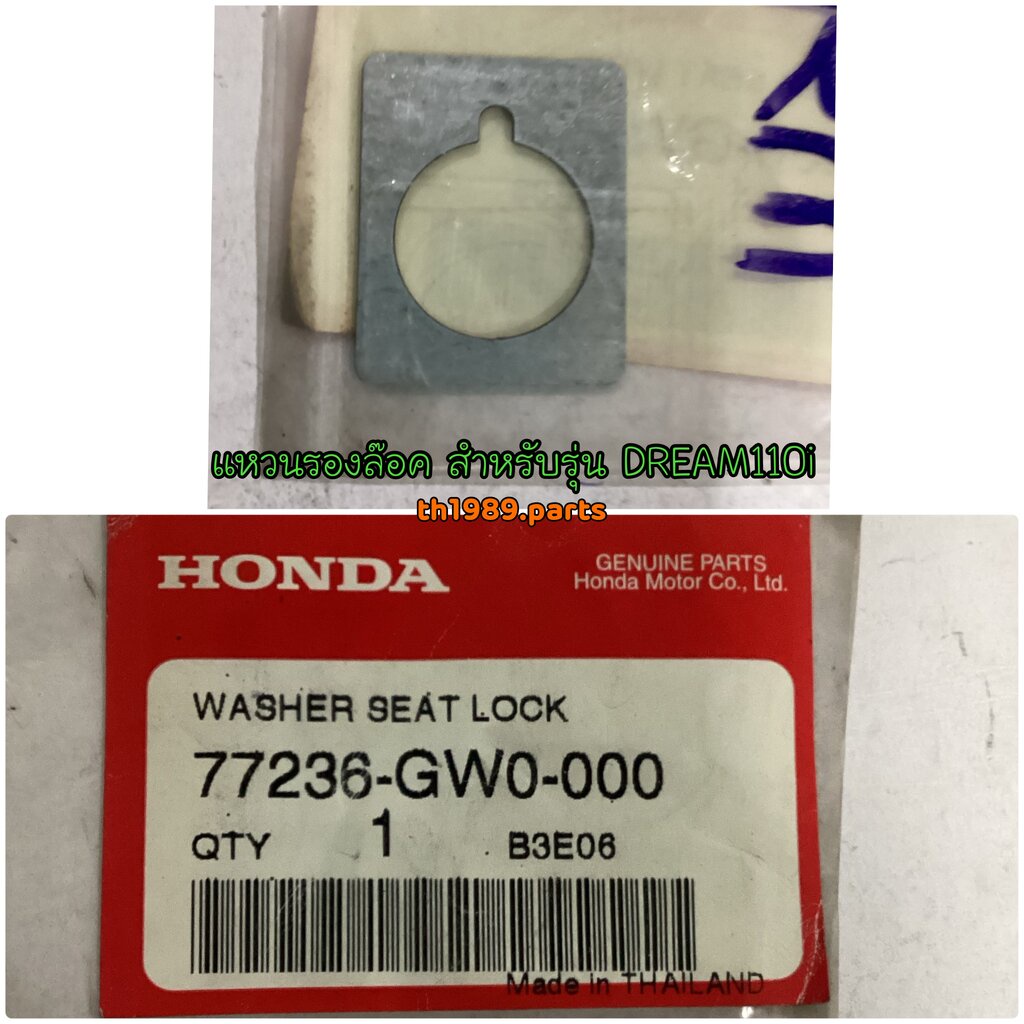 แหวนรองล๊อค สำหรับรุ่น DREAM110i
th1989.parts
HONDA
GENUINE PARTS
Honda Motor Co., Ltd.
WASHER SEAT LOCK
77236-GW0-000
QTY 1 B3E06
Made in THAILAND